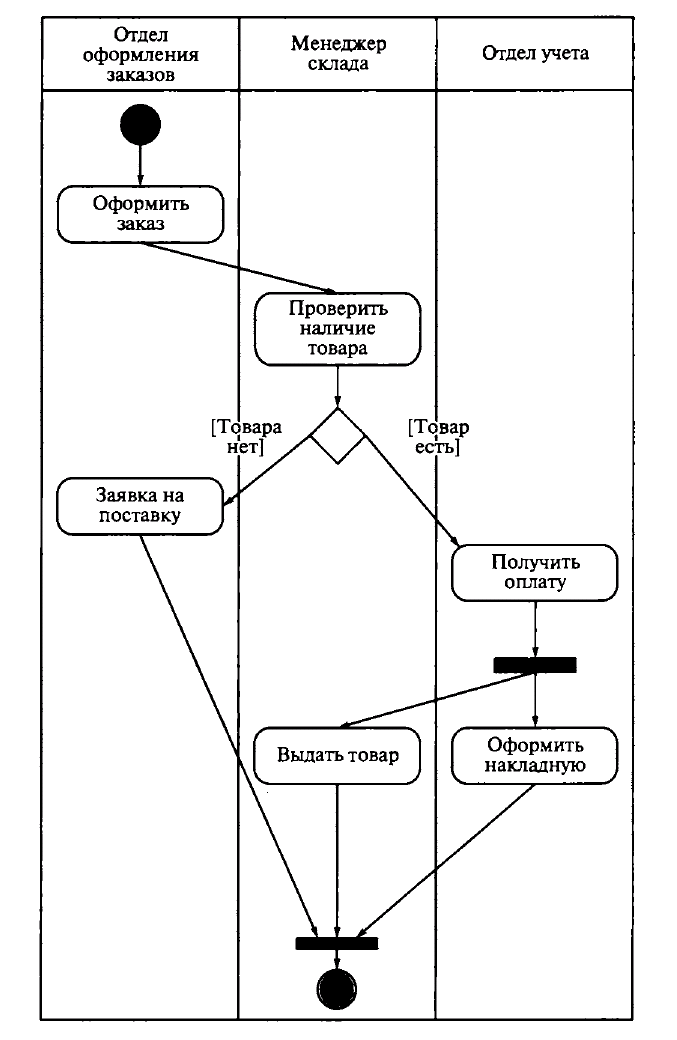 Отдел
оформления
заказов
Менеджер
склада
Отдел учета
Оформить
заказ
Проверить
наличие
товара
[Товара
нет]
[Товар
есть]
Заявка на
поставку
Получить
оплату
Выдать товар
Оформить
накладную